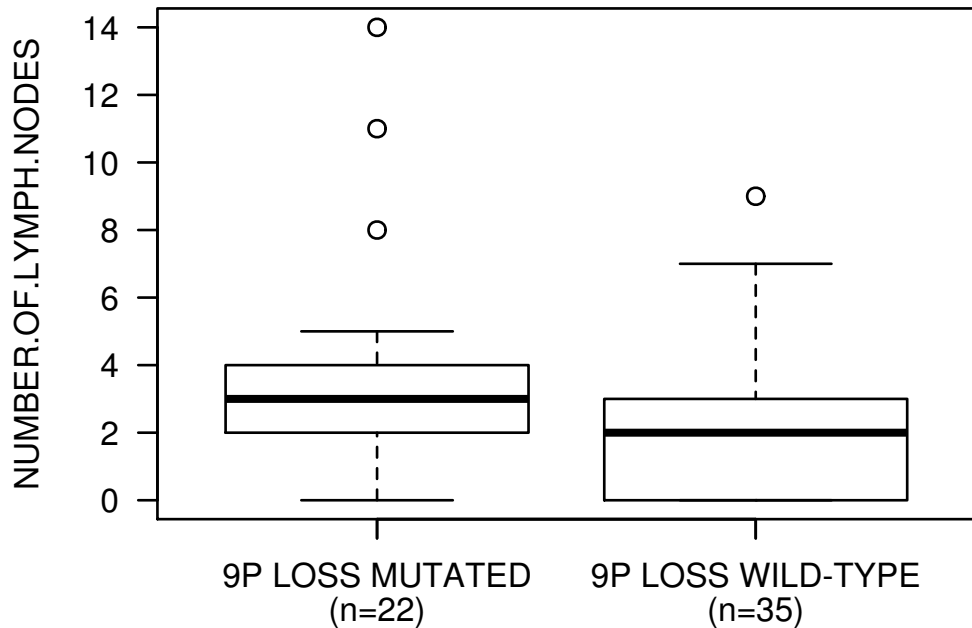 NUMBER.OF.LYMPH.NODES
14
12
10
8
6
4
2
0
9P LOSS MUTATED
(n=22)
9P LOSS WILD-TYPE
(n=35)